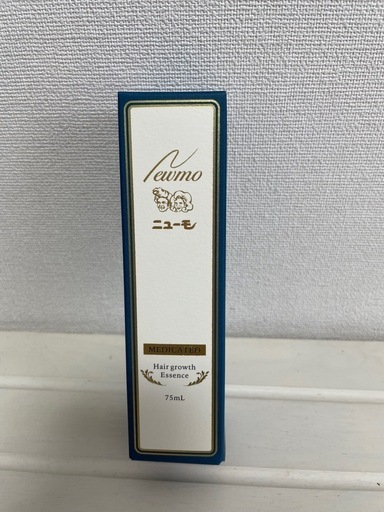 Newmo
ニューモ
MEDICATED
Hair growth
Essence
75mL